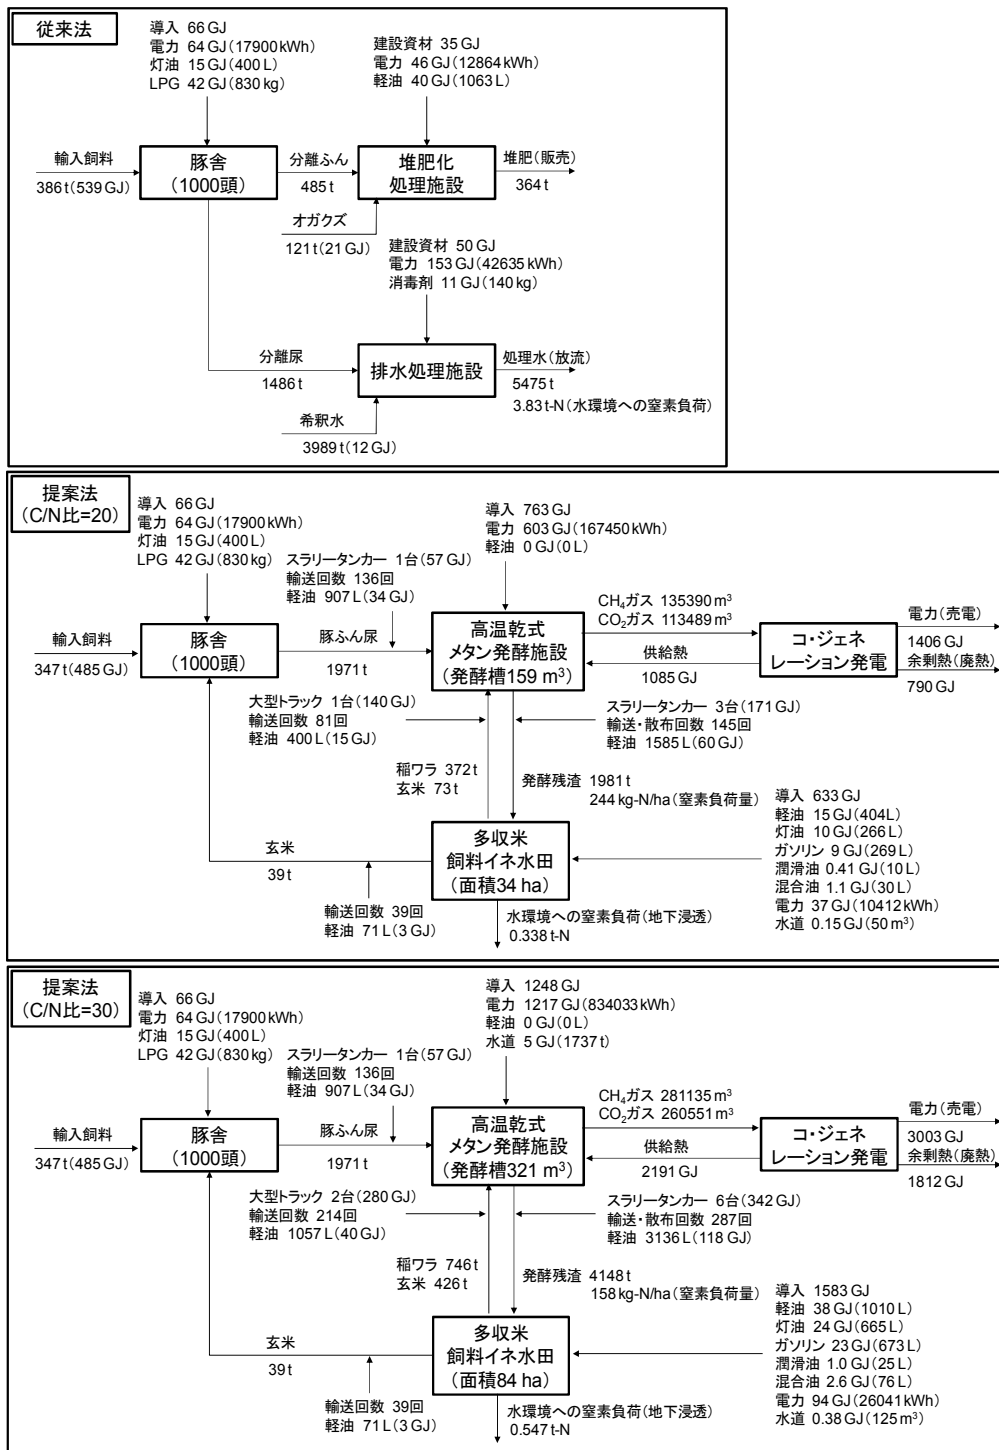 従来法
導入 66 GJ
電力 64 GJ(17900 kWh)
灯油 15 GJ(400 L)
LPG 42 GJ(830 kg)
建設資材 35 GJ
電力 46 GJ(12864 kWh)
軽油 40 GJ(1063 L)
輸入飼料
386 t(539 GJ)
豚舎
(1000頭)
分離ふん
485 t
堆肥化
処理施設
堆肥(販売)
364 t
オガクズ
121 t(21 GJ)
建設資材 50 GJ
電力 153 GJ(42635 kWh)
消毒剤 11 GJ(140 kg)
分離尿
1486 t
排水処理施設
処理水(放流)
5475 t
3.83 t-N(水環境への窒素負荷)
希釈水
3989 t(12 GJ)
提案法
(C/N比=20)
導入 66 GJ
電力 64 GJ(17900 kWh)
灯油 15 GJ(400 L)
LPG 42 GJ(830 kg)
スラリータンカー 1台(57 GJ)
輸送回数 136回
軽油 907 L(34 GJ)
導入 763 GJ
電力 603 GJ(167450 kWh)
軽油 0 GJ(0 L)
輸入飼料
347 t(485 GJ)
豚舎
(1000頭)
豚ふん尿
1971 t
高温乾式
メタン発酵施設
(発酵槽159 m³)
CH₄ガス 135390 m³
CO₂ガス 113489 m³
供給熱
1085 GJ
コ・ジェネ
レーション発電
電力(売電)
1406 GJ
余剰熱(廃熱)
790 GJ
大型トラック 1台(140 GJ)
輸送回数 81回
軽油 400 L(15 GJ)
スラリータンカー 3台(171 GJ)
輸送・散布回数 145回
軽油 1585 L(60 GJ)
稲ワラ 372 t
玄米 73 t
発酵残渣 1981 t
244 kg-N/ha(窒素負荷量)
玄米
39 t
多収米
飼料イネ水田
(面積34 ha)
導入 633 GJ
軽油 15 GJ(404 L)
灯油 10 GJ(266 L)
ガソリン 9 GJ(269 L)
潤滑油 0.41 GJ(10 L)
混合油 1.1 GJ(30 L)
電力 37 GJ(10412 kWh)
水道 0.15 GJ(50 m³)
輸送回数 39回
軽油 71 L(3 GJ)
水環境への窒素負荷(地下浸透)
0.338 t-N
提案法
(C/N比=30)
導入 66 GJ
電力 64 GJ(17900 kWh)
灯油 15 GJ(400 L)
LPG 42 GJ(830 kg)
スラリータンカー 1台(57 GJ)
輸送回数 136回
軽油 907 L(34 GJ)
導入 1248 GJ
電力 1217 GJ(834033 kWh)
軽油 0 GJ(0 L)
水道 5 GJ(1737 t)
輸入飼料
347 t(485 GJ)
豚舎
(1000頭)
豚ふん尿
1971 t
高温乾式
メタン発酵施設
(発酵槽321 m³)
CH₄ガス 281135 m³
CO₂ガス 260551 m³
供給熱
2191 GJ
コ・ジェネ
レーション発電
電力(売電)
3003 GJ
余剰熱(廃熱)
1812 GJ
大型トラック 2台(280 GJ)
輸送回数 214回
軽油 1057 L(40 GJ)
スラリータンカー 6台(342 GJ)
輸送・散布回数 287回
軽油 3136 L(118 GJ)
稲ワラ 746 t
玄米 426 t
発酵残渣 4148 t
158 kg-N/ha(窒素負荷量)
玄米
39 t
多収米
飼料イネ水田
(面積84 ha)
導入 1583 GJ
軽油 38 GJ(1010 L)
灯油 24 GJ(665 L)
ガソリン 23 GJ(673 L)
潤滑油 1.0 GJ(25 L)
混合油 2.6 GJ(76 L)
電力 94 GJ(26041 kWh)
水道 0.38 GJ(125 m³)
輸送回数 39回
軽油 71 L(3 GJ)
水環境への窒素負荷(地下浸透)
0.547 t-N